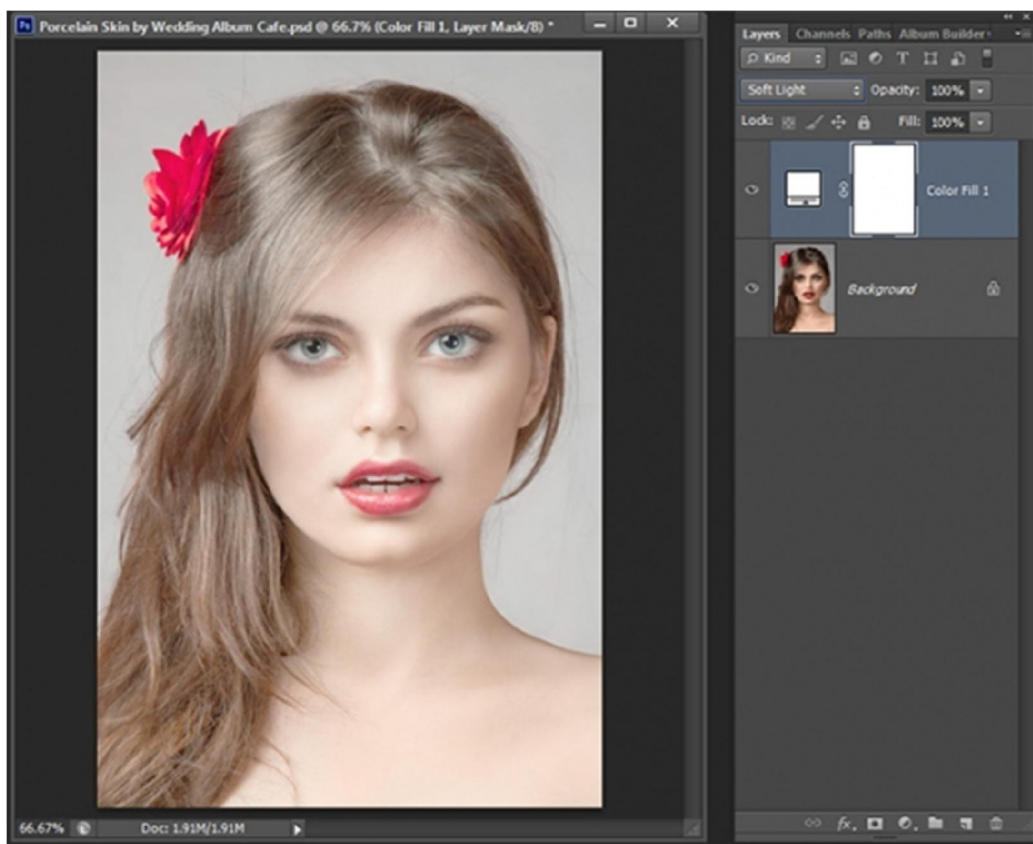 Ps Porcelain Skin by Wedding Album Cafe.psd @ 66.7% (Color Fill 1, Layer Mask/8) *
Layers Channels Paths Album Builder
Kind T
Soft Light Opacity: 100%
Lock: Fill: 100%
Color Fill 1
Background
66.67% Doc: 1.91M/1.91M
fx.